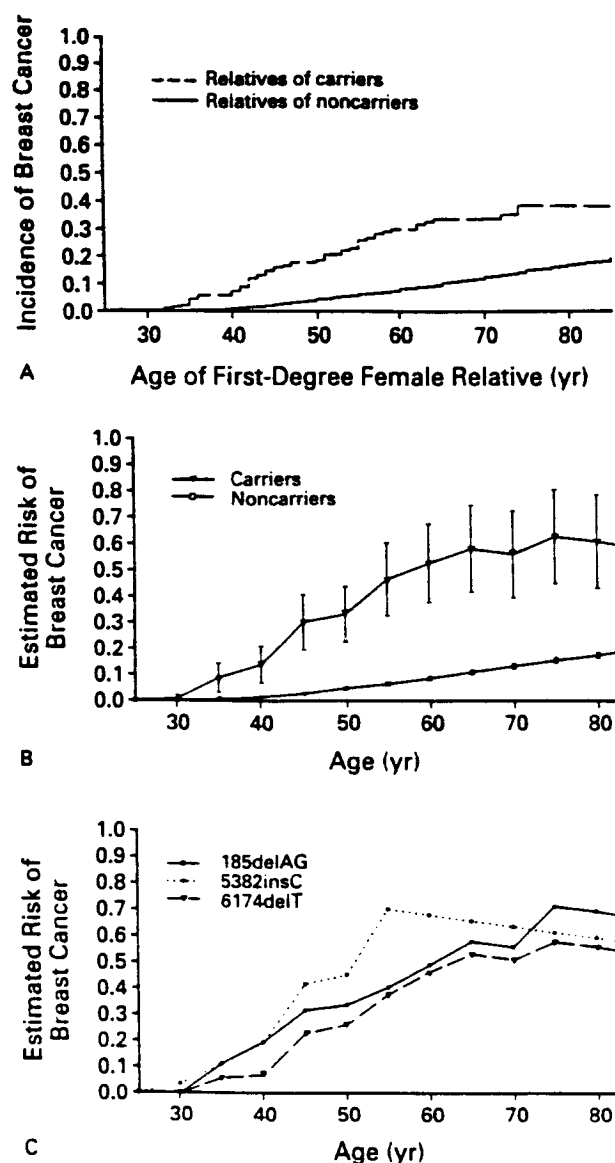 1.0
0.9
0.8
0.7
0.6
0.5
0.4
0.3
0.2
0.1
0.0
Incidence of Breast Cancer
Relatives of carriers
Relatives of noncarriers
30 40 50 60 70 80
A Age of First-Degree Female Relative (yr)
1.0
0.9
0.8
0.7
0.6
0.5
0.4
0.3
0.2
0.1
0.0
Estimated Risk of
Breast Cancer
Carriers
Noncarriers
30 40 50 60 70 80
B Age (yr)
1.0
0.9
0.8
0.7
0.6
0.5
0.4
0.3
0.2
0.1
0.0
Estimated Risk of
Breast Cancer
185delAG
5382insC
6174delT
30 40 50 60 70 80
C Age (yr)